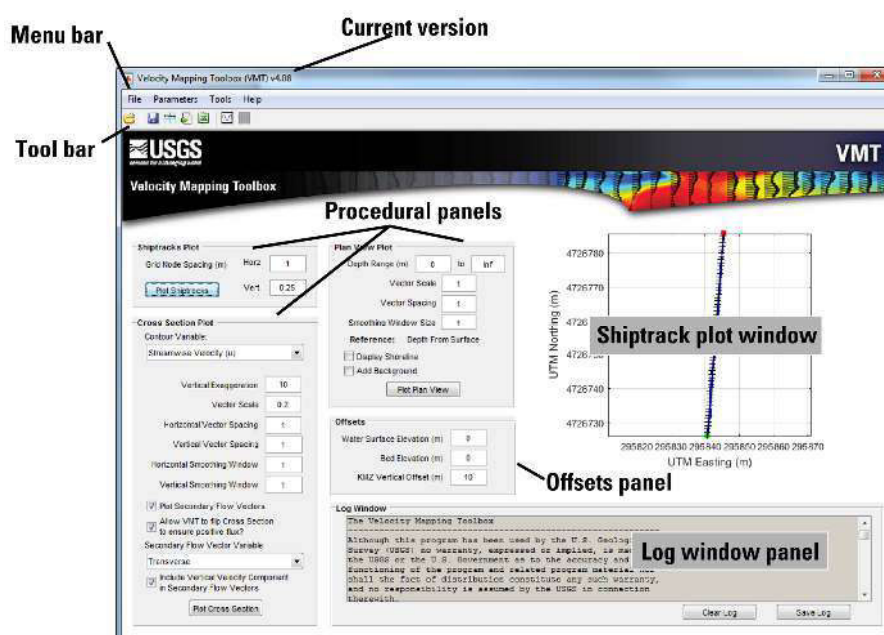 Current version
Menu bar
Velocity Mapping Toolbox (VMT) v4.08
File Parameters Tools Help
Tool bar
USGS
VMT
Velocity Mapping Toolbox
Procedural panels
Shiptracks Plot
Grid Node Spacing (m) Horz 1
Plot Shiptracks Vert 0.25
Cross Section Plot
Contour Variable:
Streamwise Velocity (u)
Vertical Exaggeration 10
Vector Scale 0.2
Horizontal Vector Spacing 1
Vertical Vector Spacing 1
Horizontal Smoothing Window 1
Vertical Smoothing Window 1
Plot Secondary Flow Vectors
Allow VMT to flip Cross Section
to ensure positive flux?
Secondary Flow Vector Variable
Transverse
Include Vertical Velocity Component
in Secondary Flow Vectors
Plot Cross Section
Plan View Plot
Depth Range (m) 0 to inf
Vector Scale 1
Vector Spacing 1
Smoothing Window Size 1
Reference: Depth From Surface
Display Shoreline
Add Background
Plot Plan View
Offsets
Water Surface Elevation (m) 0
Bed Elevation (m) 0
KMZ Vertical Offset (m) 10
Offsets panel
UTM Northing (m)
4726780
4726770
4726
4726750
4726740
4726730
Shiptrack plot window
295820 295830 295840 295850 295860 295870
UTM Easting (m)
Log Window
The Velocity Mapping Toolbox
Although this program has been used by the U.S. Geolog
Survey (USGS) no warranty, expressed or implied, is ma
the USGS or the U.S. Government as to the accuracy and
functioning of the program and related program material
shall the fact of distribution constitute any such warranty,
and no responsibility is assumed by the USGS in connection
therewith.
Log window panel
Clear Log Save Log